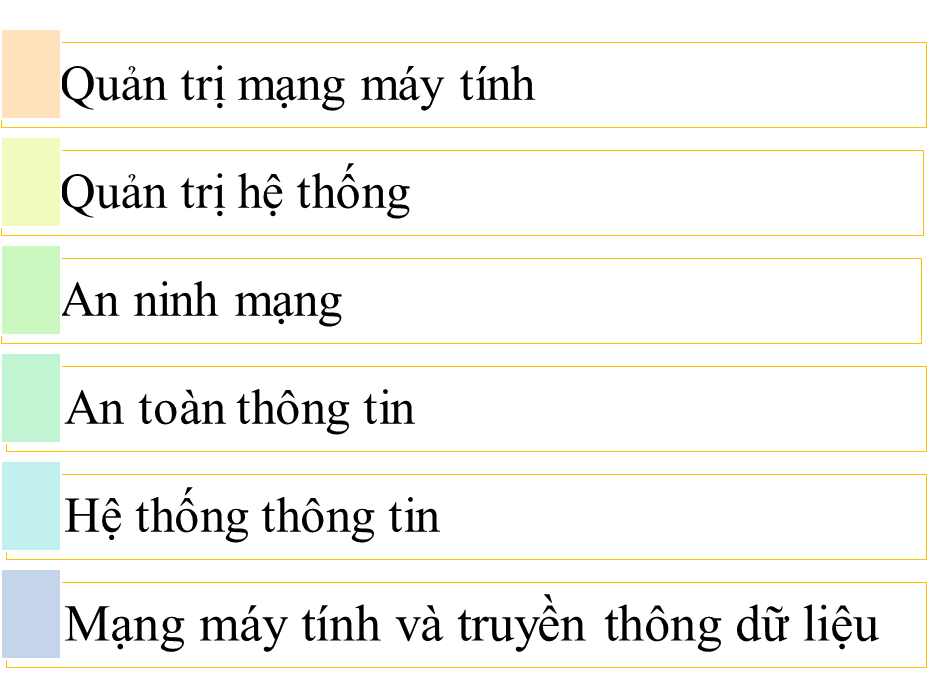 Quản trị mạng máy tính
Quản trị hệ thống
An ninh mạng
An toàn thông tin
Hệ thống thông tin
Mạng máy tính và truyền thông dữ liệu